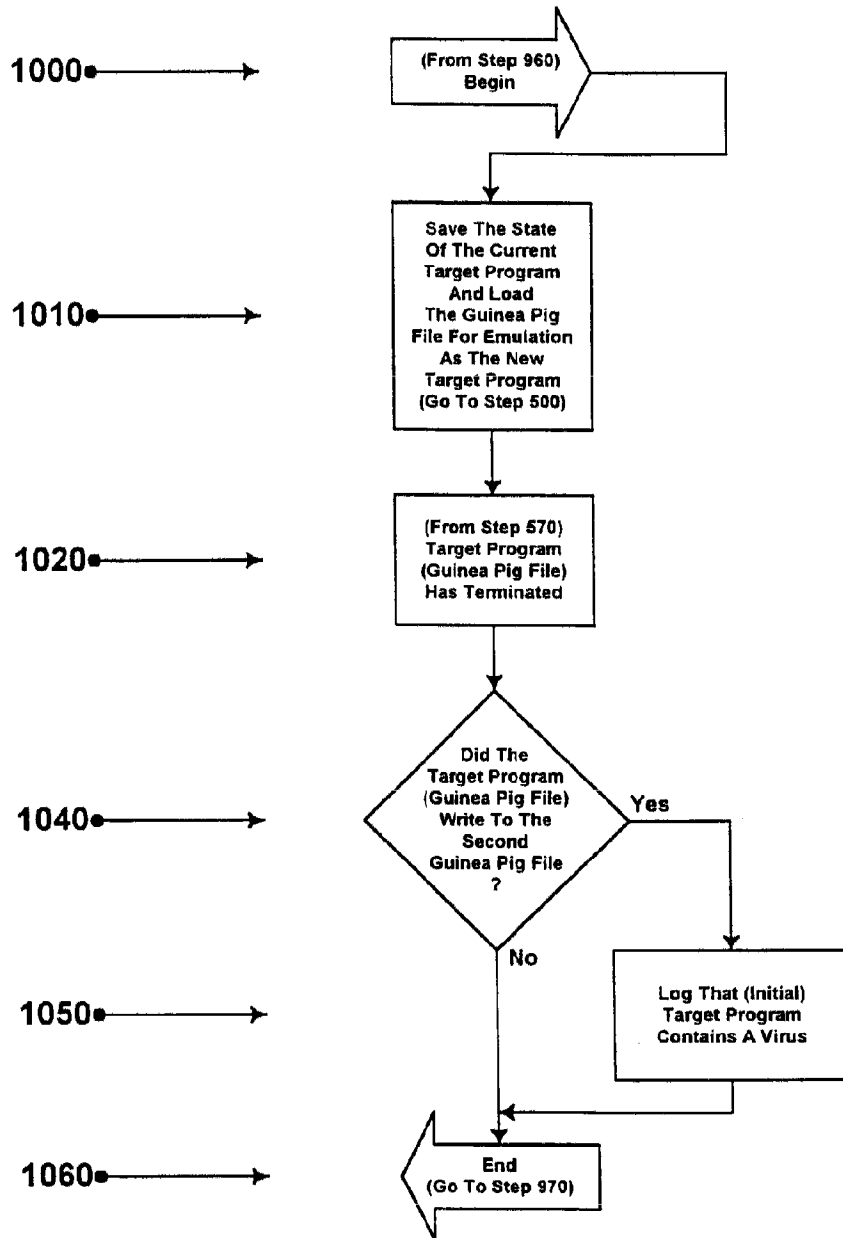 1000
(From Step 960)
Begin
1010
Save The State
Of The Current
Target Program
And Load
The Guinea Pig
File For Emulation
As The New
Target Program
(Go To Step 500)
1020
(From Step 570)
Target Program
(Guinea Pig File)
Has Terminated
1040
Did The
Target Program
(Guinea Pig File)
Write To The
Second
Guinea Pig File
?
Yes
No
1050
Log That (Initial)
Target Program
Contains A Virus
1060
End
(Go To Step 970)